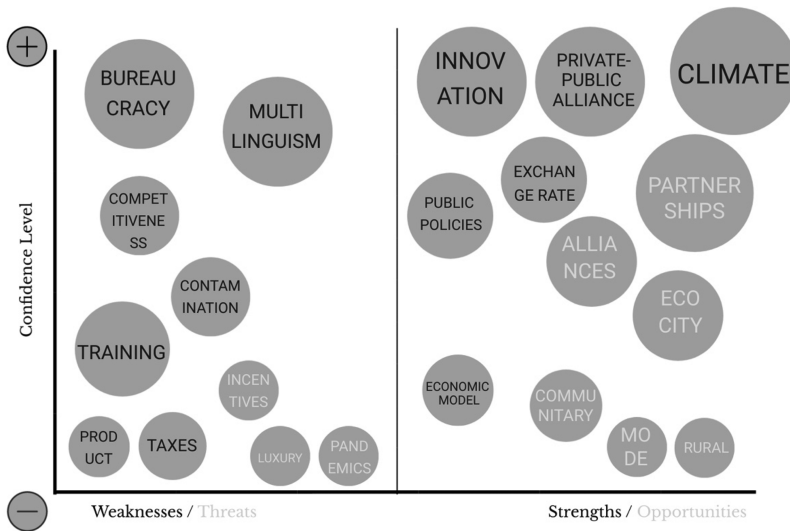 +
BUREAU
CRACY
MULTI
LINGUISM
COMPET
ITIVENE
SS
CONTAM
INATION
TRAINING
INCEN
TIVES
PROD
UCT
TAXES
LUXURY
PAND
EMICS
INNOV
ATION
PRIVATE-
PUBLIC
ALLIANCE
CLIMATE
EXCHAN
GE RATE
PARTNER
SHIPS
PUBLIC
POLICIES
ALLIA
NCES
ECO
CITY
ECONOMIC
MODEL
COMMU
NITARY
MO
DE
RURAL
Confidence Level
−
Weaknesses / Threats
Strengths / Opportunities